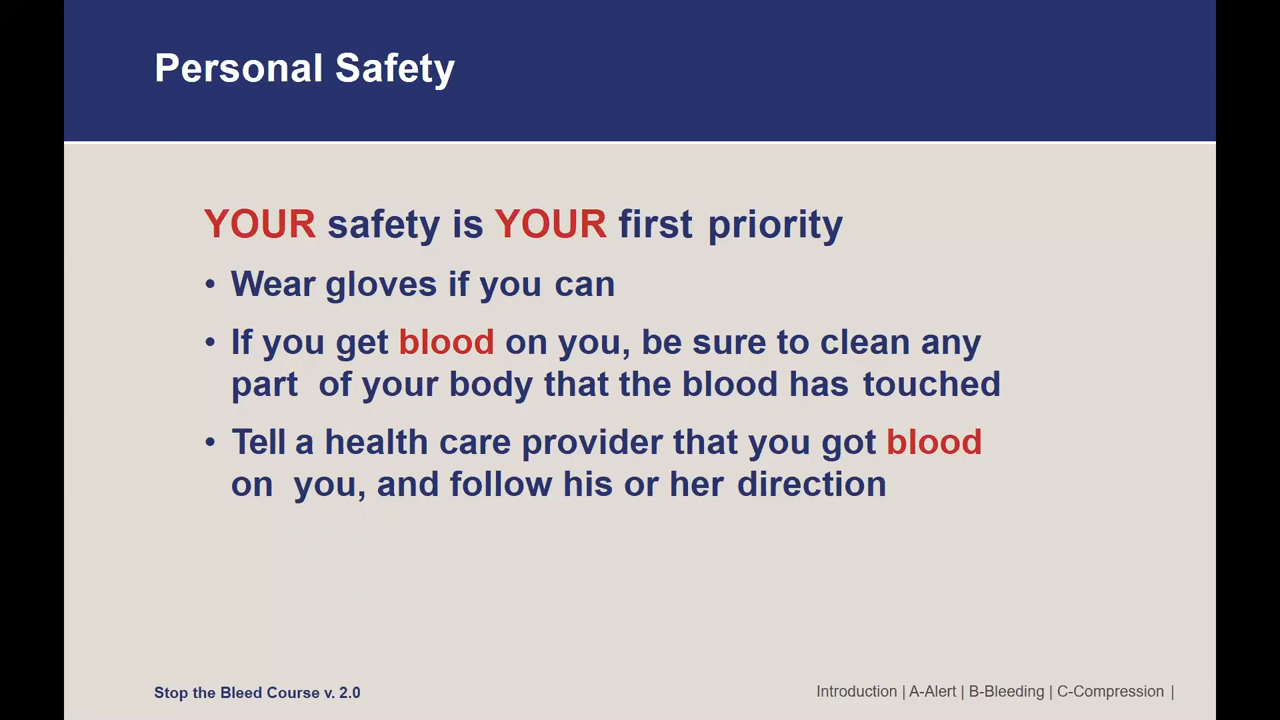 Personal Safety
YOUR safety is YOUR first priority
• Wear gloves if you can
• If you get blood on you, be sure to clean any
part of your body that the blood has touched
• Tell a health care provider that you got blood
on you, and follow his or her direction
Stop the Bleed Course v. 2.0
Introduction | A-Alert | B-Bleeding | C-Compression |